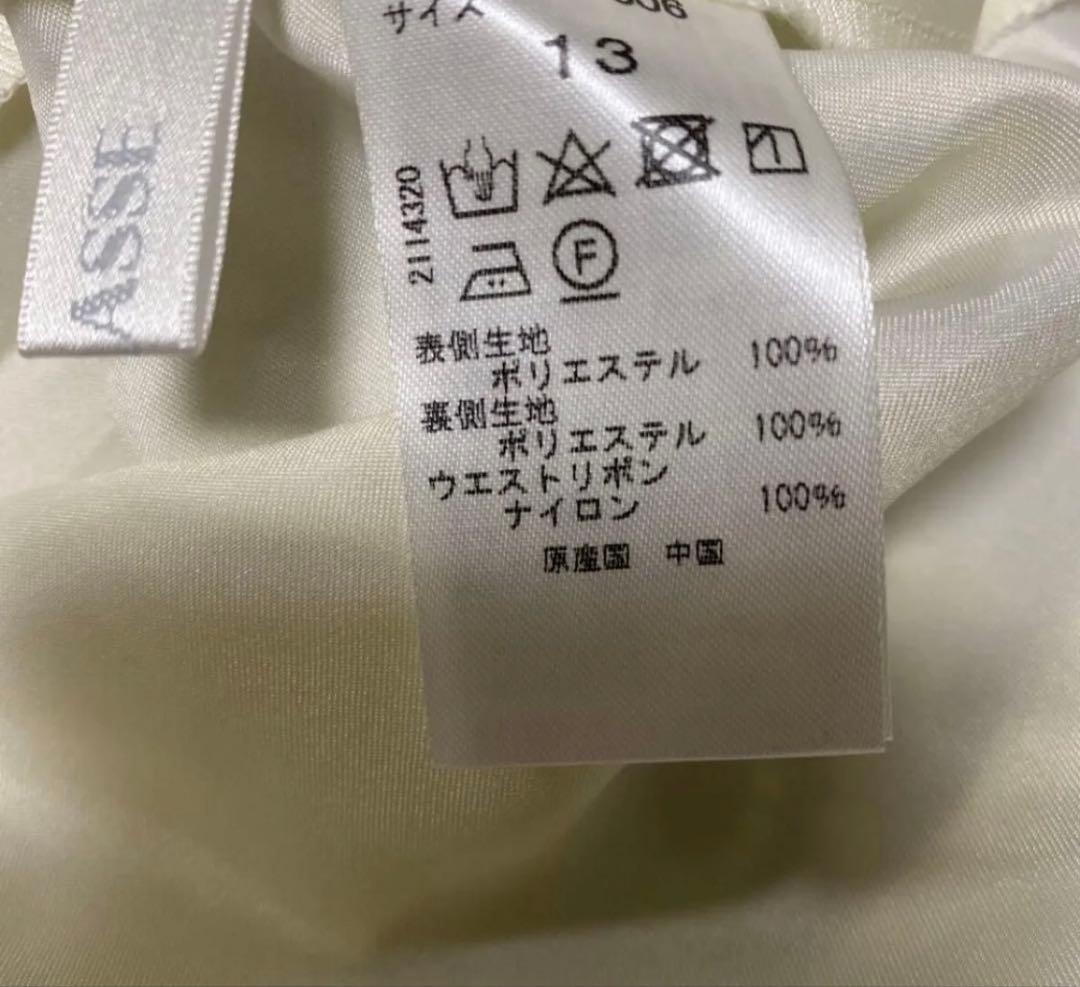 サイズ
13
2114320
F
表側生地
ポリエステル 100%
裏側生地
ポリエステル 100%
ウエストリボン
ナイロン 100%
原産国 中国
ASSE